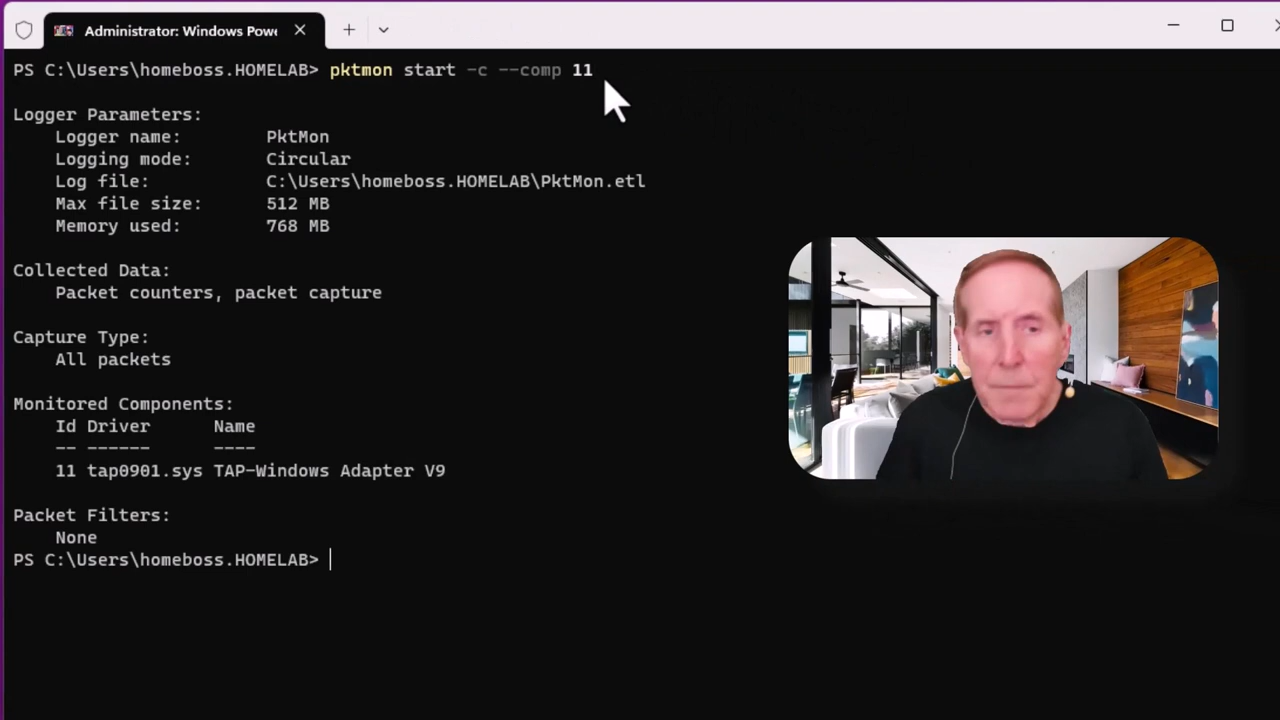 Administrator: Windows Powe
PS C:\Users\homeboss.HOMELAB> pktmon start -c --comp 11
Logger Parameters:
Logger name: PktMon
Logging mode: Circular
Log file: C:\Users\homeboss.HOMELAB\PktMon.etl
Max file size: 512 MB
Memory used: 768 MB
Collected Data:
Packet counters, packet capture
Capture Type:
All packets
Monitored Components:
Id Driver Name
-- ------ ----
11 tap0901.sys TAP-Windows Adapter V9
Packet Filters:
None
PS C:\Users\homeboss.HOMELAB>